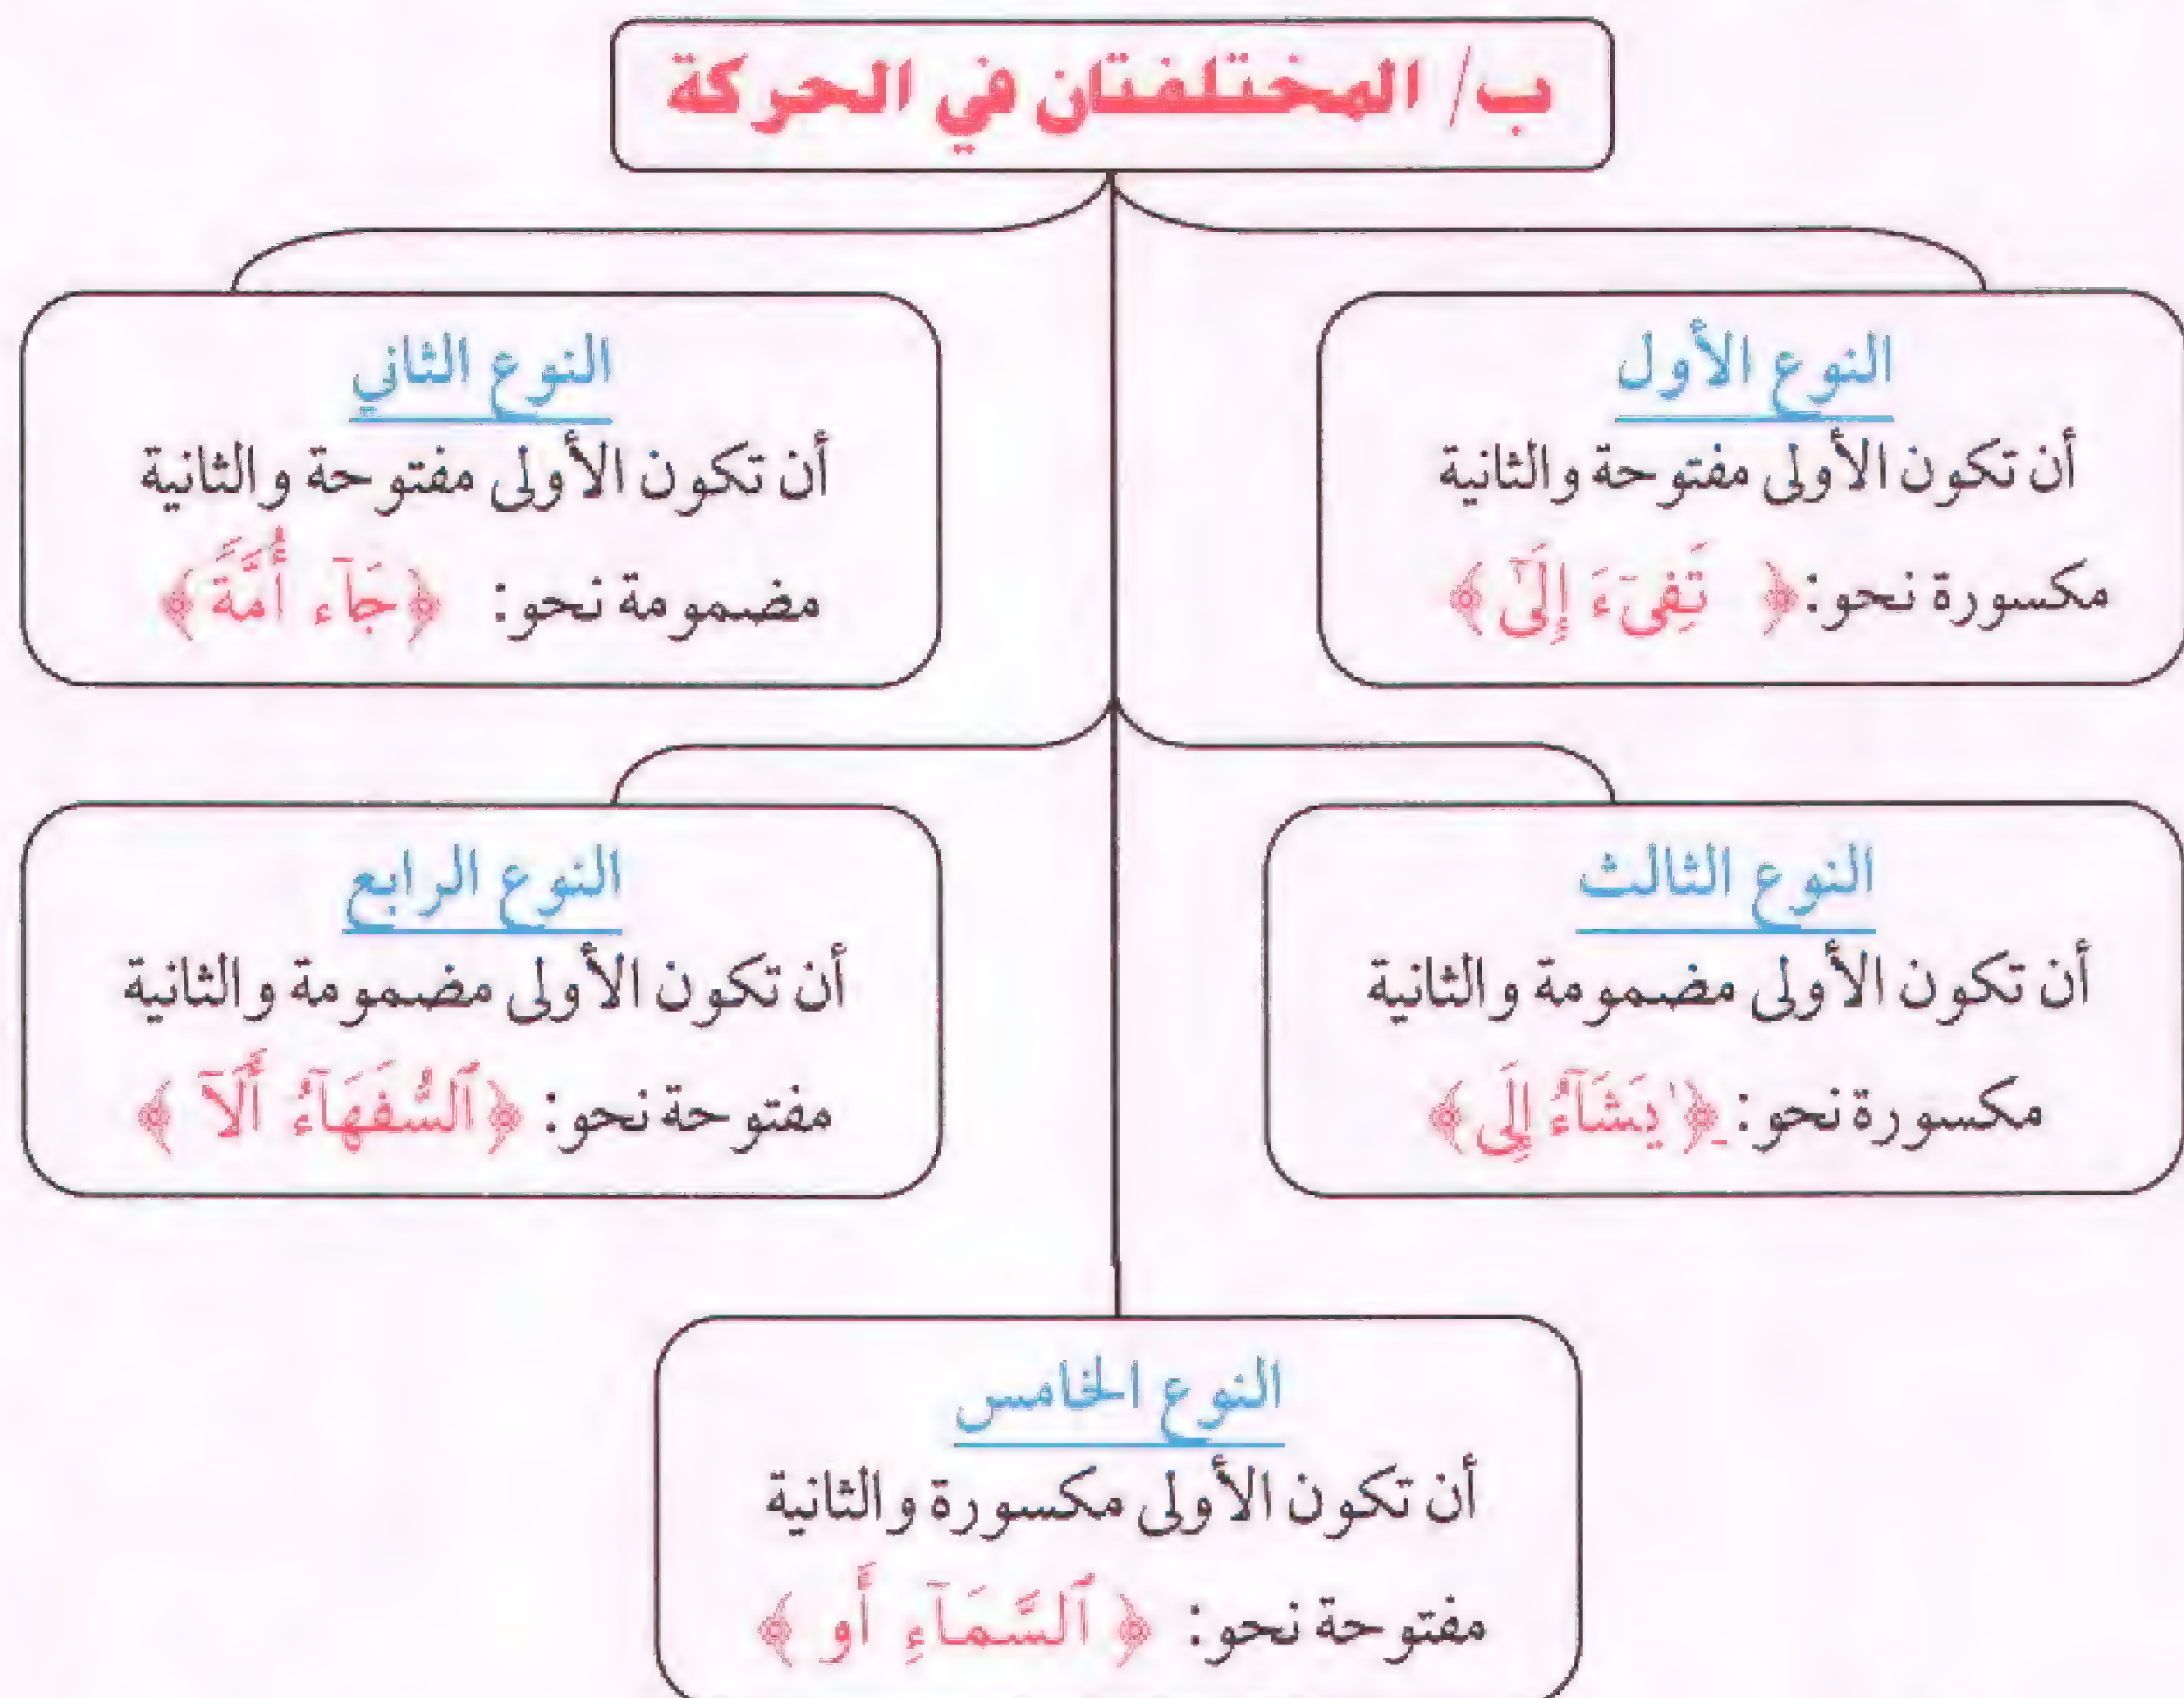 ب/ المختلفتان في الحركة
النوع الأول
أن تكون الأولى مفتوحة والثانية
مكسورة نحو: ﴿ تَفِىٓءَ إِلَىٰٓ ﴾
النوع الثاني
أن تكون الأولى مفتوحة والثانية
مضمومة نحو: ﴿جَآء أُمَّةَّ﴾
النوع الثالث
أن تكون الأولى مضمومة والثانية
مكسورة نحو: ﴿يَشَآءُ إِلَى﴾
النوع الرابع
أن تكون الأولى مضمومة والثانية
مفتوحة نحو: ﴿ٱلسُّفَهَآءُ أَلَآ ﴾
النوع الخامس
أن تكون الأولى مكسورة والثانية
مفتوحة نحو: ﴿ ٱلسَّمَآءِ أَو ﴾